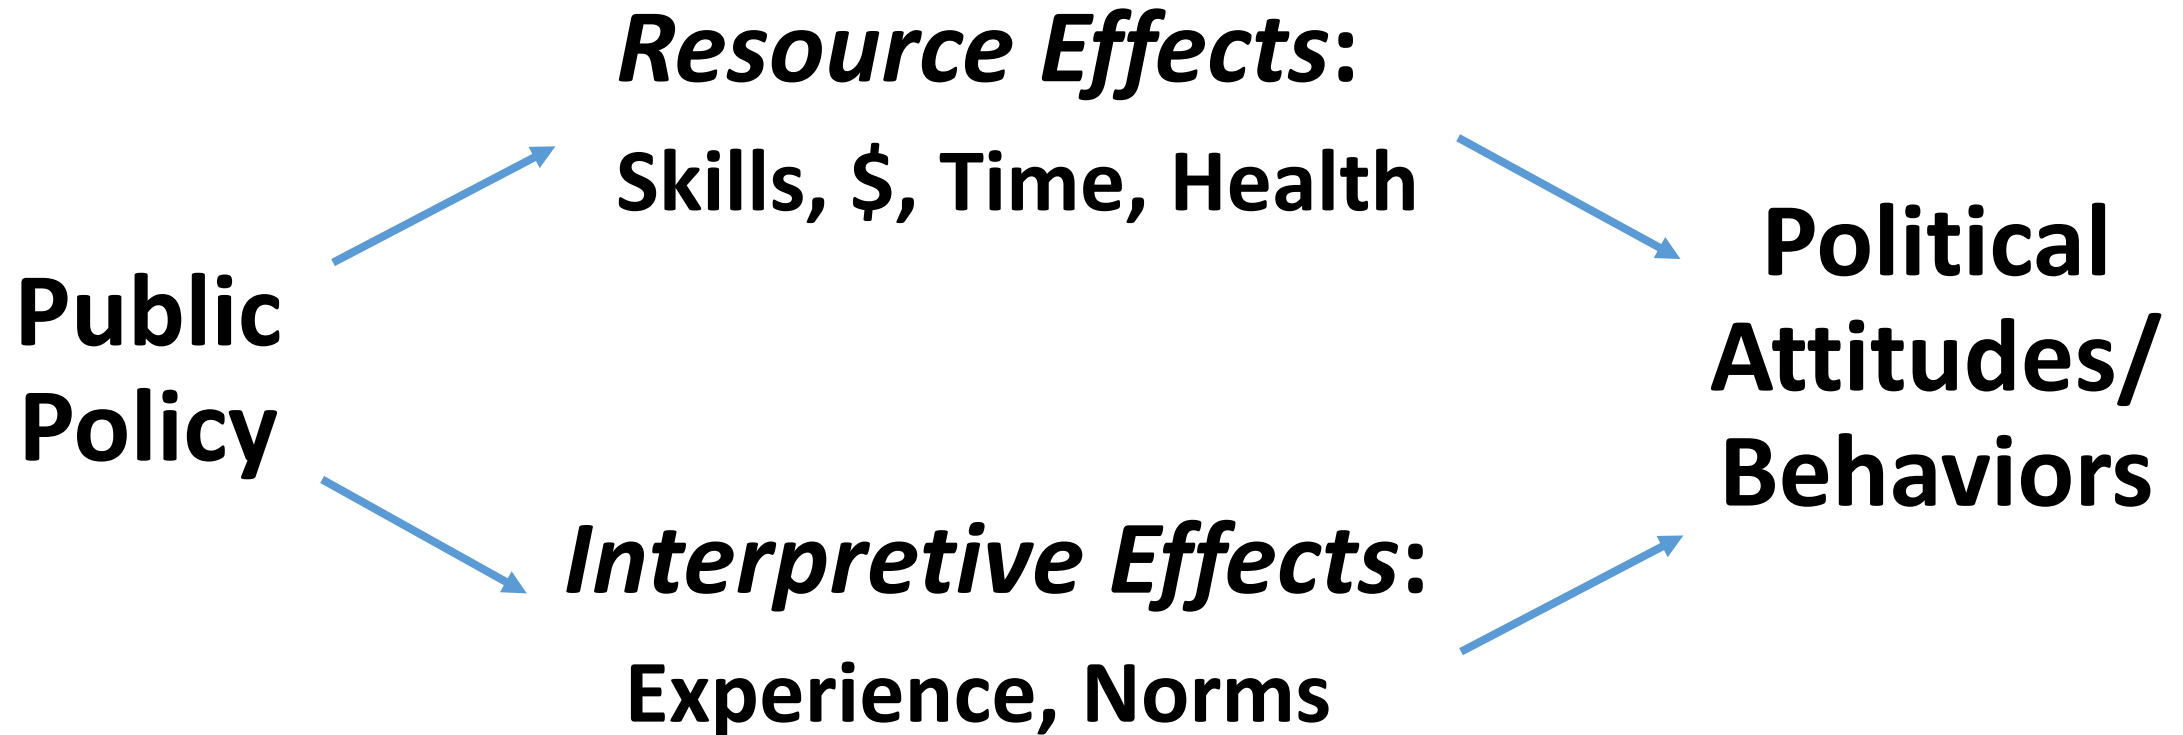 Resource Effects:
Skills, $, Time, Health
Public
Policy
Political
Attitudes/
Behaviors
Interpretive Effects:
Experience, Norms